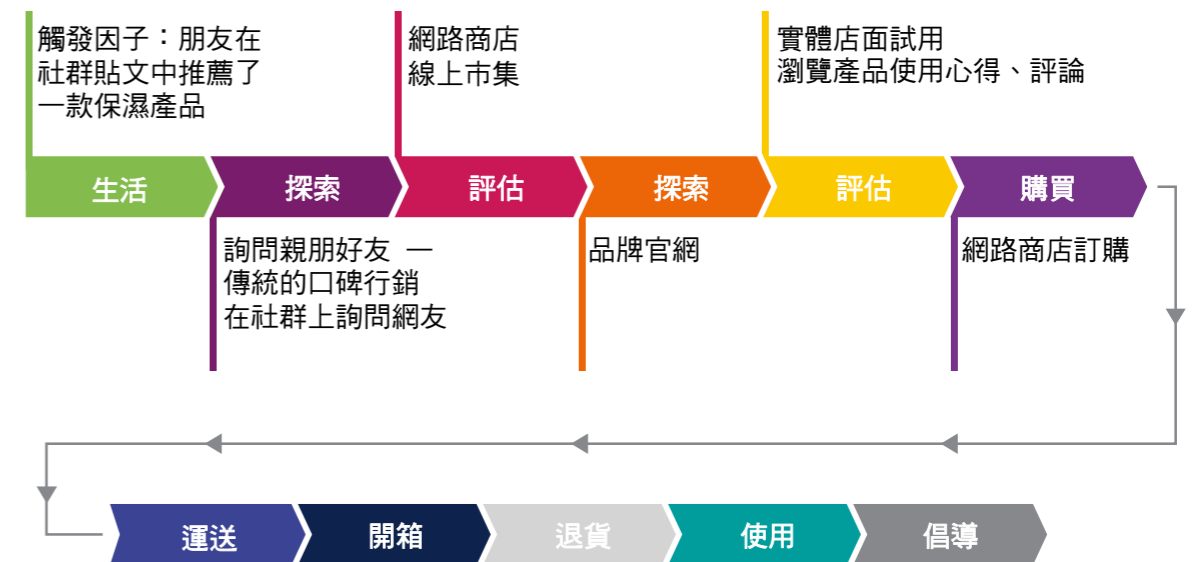 觸發因子：朋友在
社群貼文中推薦了
一款保濕產品
網路商店
線上市集
實體店面試用
瀏覽產品使用心得、評論
生活
探索
評估
探索
評估
購買
詢問親朋好友 —
傳統的口碑行銷
在社群上詢問網友
品牌官網
網路商店訂購
運送
開箱
退貨
使用
倡導